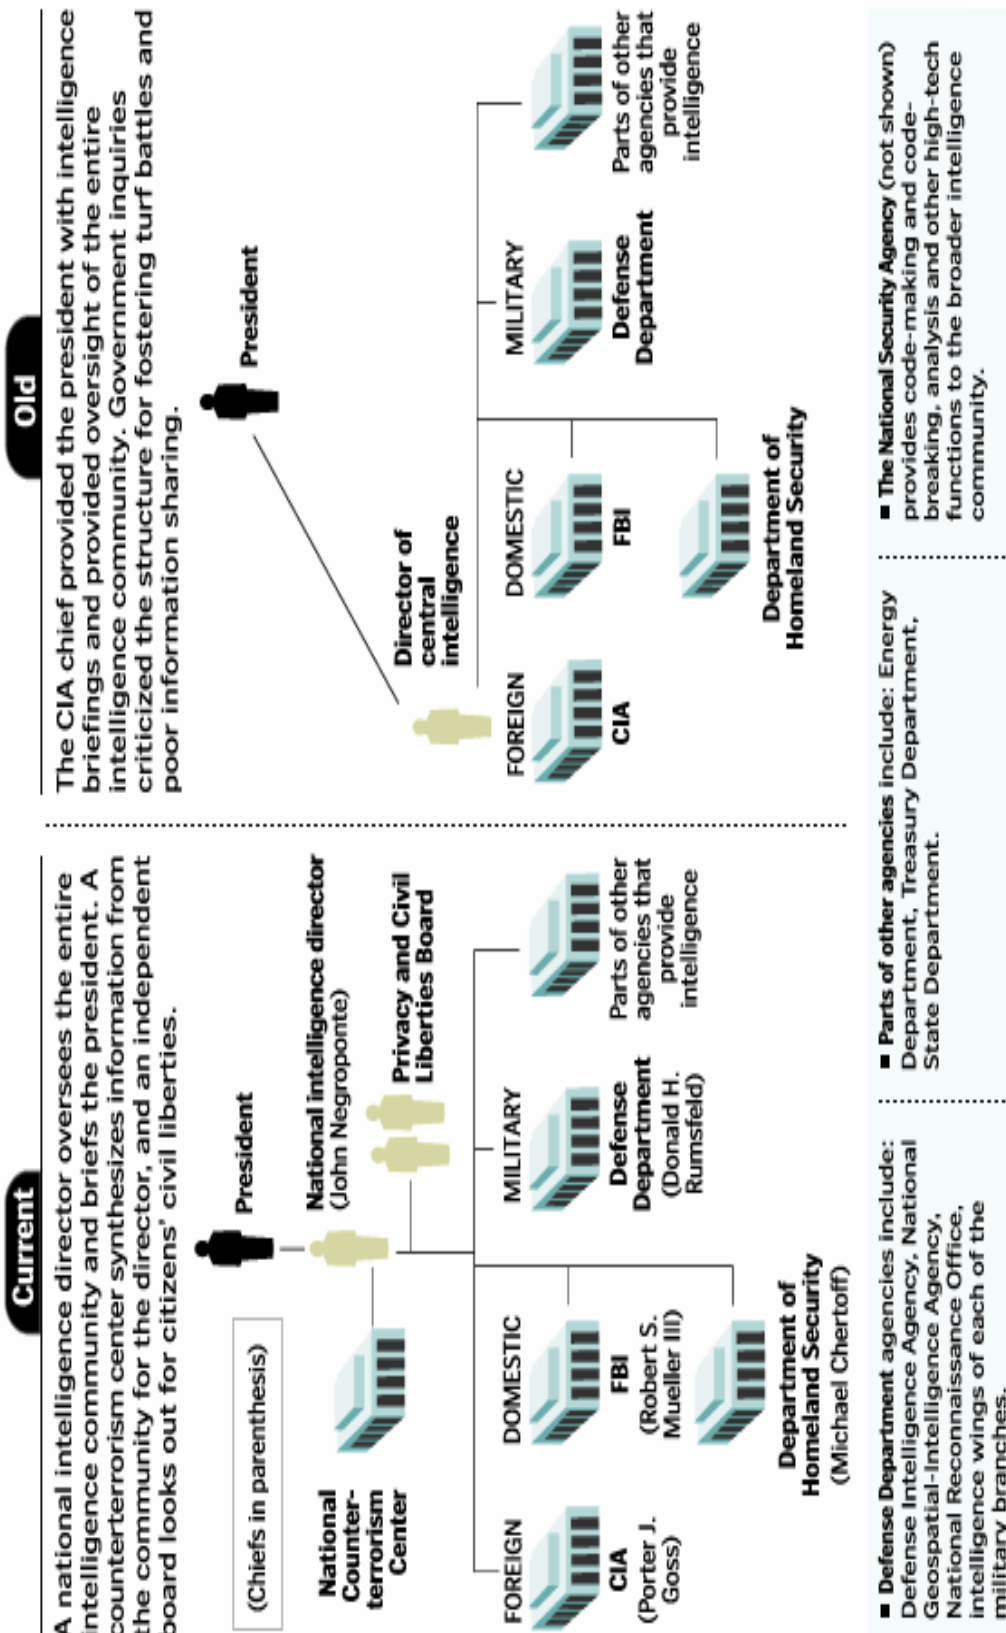 Current
A national intelligence director oversees the entire
intelligence community and briefs the president. A
counterterrorism center synthesizes information from
the community for the director, and an independent
board looks out for citizens' civil liberties.
President
(Chiefs in parenthesis)
National intelligence director
(John Negroponte)
National
Counter-
terrorism
Center
Privacy and Civil
Liberties Board
FOREIGN
CIA
(Porter J.
Goss)
DOMESTIC
FBI
(Robert S.
Mueller III)
Department of
Homeland Security
(Michael Chertoff)
MILITARY
Defense
Department
(Donald H.
Rumsfeld)
Parts of other
agencies that
provide
intelligence
Old
The CIA chief provided the president with intelligence
briefings and provided oversight of the entire
intelligence community. Government inquiries
criticized the structure for fostering turf battles and
poor information sharing.
President
Director of
central
intelligence
FOREIGN
CIA
DOMESTIC
FBI
Department of
Homeland Security
MILITARY
Defense
Department
Parts of other
agencies that
provide
intelligence
■ Defense Department agencies include:
Defense Intelligence Agency, National
Geospatial-Intelligence Agency,
National Reconnaissance Office,
intelligence wings of each of the
military branches.
■ Parts of other agencies include: Energy
Department, Treasury Department,
State Department.
■ The National Security Agency (not shown)
provides code-making and code-
breaking, analysis and other high-tech
functions to the broader intelligence
community.